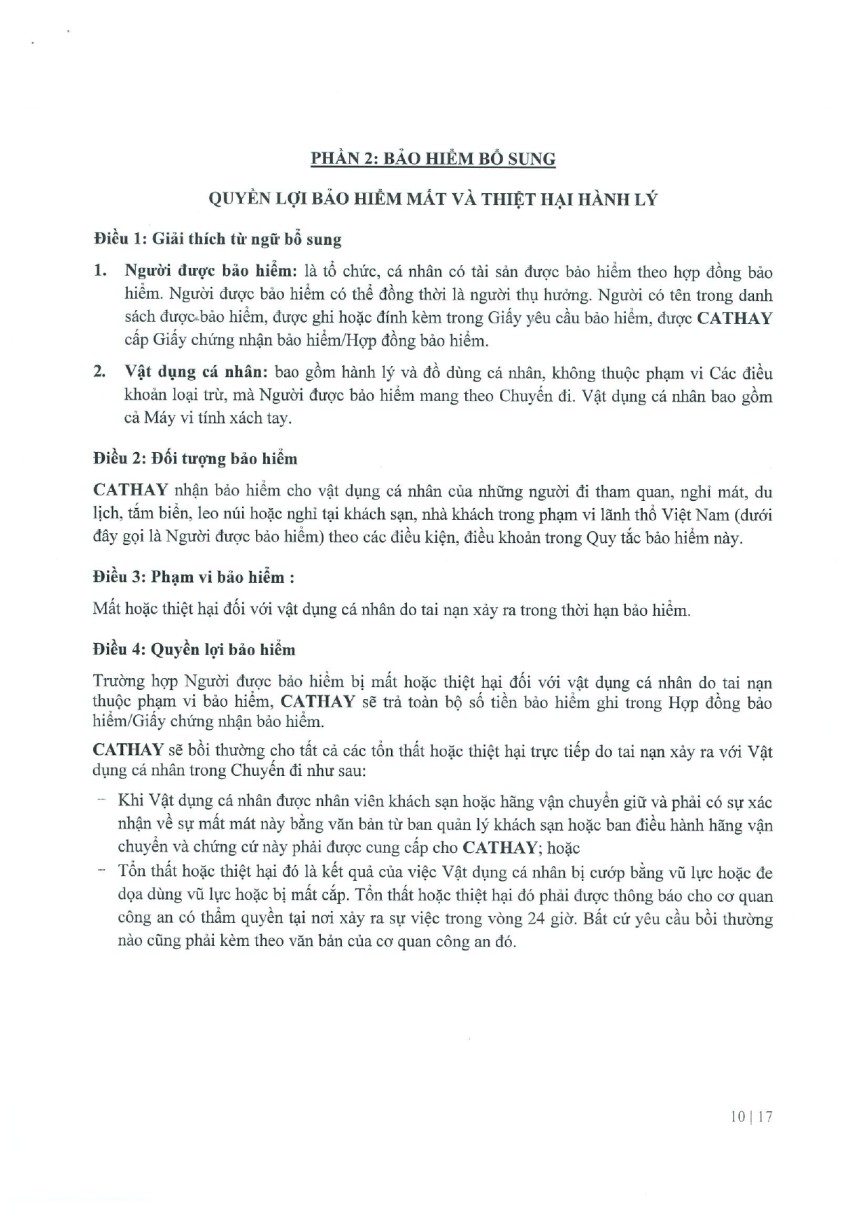 PHẦN 2: BẢO HIỂM BỔ SUNG
QUYỀN LỢI BẢO HIỂM MẤT VÀ THIỆT HẠI HÀNH LÝ
Điều 1: Giải thích từ ngữ bổ sung
1. Người được bảo hiểm: là tổ chức, cá nhân có tài sản được bảo hiểm theo hợp đồng bảo
hiểm. Người được bảo hiểm có thể đồng thời là người thụ hưởng. Người có tên trong danh
sách được bảo hiểm, được ghi hoặc đính kèm trong Giấy yêu cầu bảo hiểm, được CATHAY
cấp Giấy chứng nhận bảo hiểm/Hợp đồng bảo hiểm.
2. Vật dụng cá nhân: bao gồm hành lý và đồ dùng cá nhân, không thuộc phạm vi Các điều
khoản loại trừ, mà Người được bảo hiểm mang theo Chuyến đi. Vật dụng cá nhân bao gồm
cả Máy vi tính xách tay.
Điều 2: Đối tượng bảo hiểm
CATHAY nhận bảo hiểm cho vật dụng cá nhân của những người đi tham quan, nghỉ mát, du
lịch, tắm biển, leo núi hoặc nghỉ tại khách sạn, nhà khách trong phạm vi lãnh thổ Việt Nam (dưới
đây gọi là Người được bảo hiểm) theo các điều kiện, điều khoản trong Quy tắc bảo hiểm này.
Điều 3: Phạm vi bảo hiểm :
Mất hoặc thiệt hại đối với vật dụng cá nhân do tai nạn xảy ra trong thời hạn bảo hiểm.
Điều 4: Quyền lợi bảo hiểm
Trường hợp Người được bảo hiểm bị mất hoặc thiệt hại đối với vật dụng cá nhân do tai nạn
thuộc phạm vi bảo hiểm, CATHAY sẽ trả toàn bộ số tiền bảo hiểm ghi trong Hợp đồng bảo
hiểm/Giấy chứng nhận bảo hiểm.
CATHAY sẽ bồi thường cho tất cả các tổn thất hoặc thiệt hại trực tiếp do tai nạn xảy ra với Vật
dụng cá nhân trong Chuyến đi như sau:
- Khi Vật dụng cá nhân được nhân viên khách sạn hoặc hãng vận chuyển giữ và phải có sự xác
nhận về sự mất mát này bằng văn bản từ ban quản lý khách sạn hoặc ban điều hành hãng vận
chuyển và chứng cứ này phải được cung cấp cho CATHAY; hoặc
- Tổn thất hoặc thiệt hại đó là kết quả của việc Vật dụng cá nhân bị cướp bằng vũ lực hoặc đe
dọa dùng vũ lực hoặc bị mất cắp. Tổn thất hoặc thiệt hại đó phải được thông báo cho cơ quan
công an có thẩm quyền tại nơi xảy ra sự việc trong vòng 24 giờ. Bất cứ yêu cầu bồi thường
nào cũng phải kèm theo văn bản của cơ quan công an đó.
10 | 17